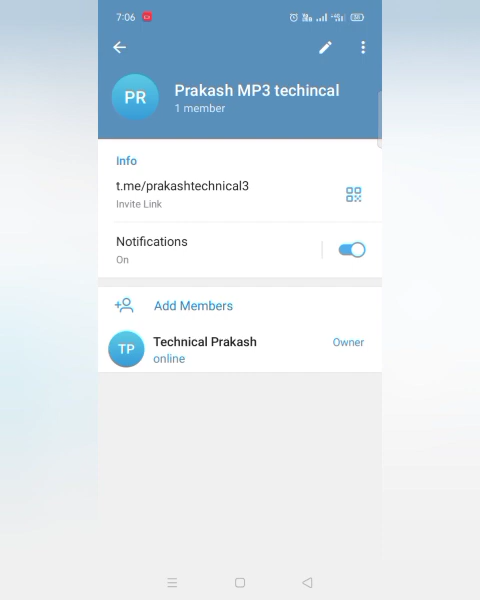 7:06
PR
Prakash MP3 techincal
1 member
Info
t.me/prakashtechnical3
Invite Link
Notifications
On
Add Members
TP
Technical Prakash
Owner
online